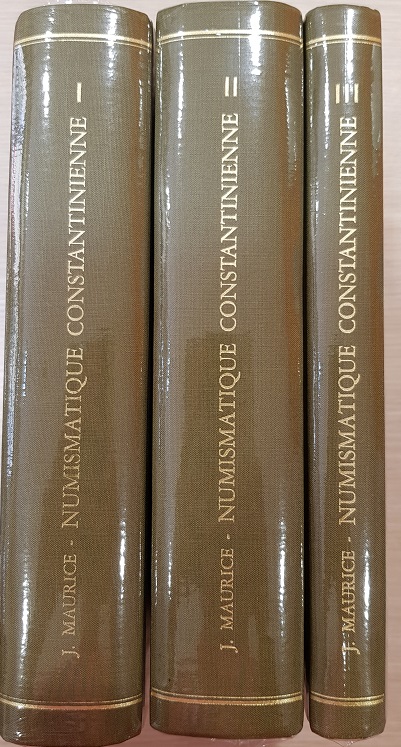 J. MAURICE - NUMISMATIQUE CONSTANTINIENNE I
J. MAURICE - NUMISMATIQUE CONSTANTINIENNE II
J. MAURICE - NUMISMATIQUE CONSTANTINIENNE III